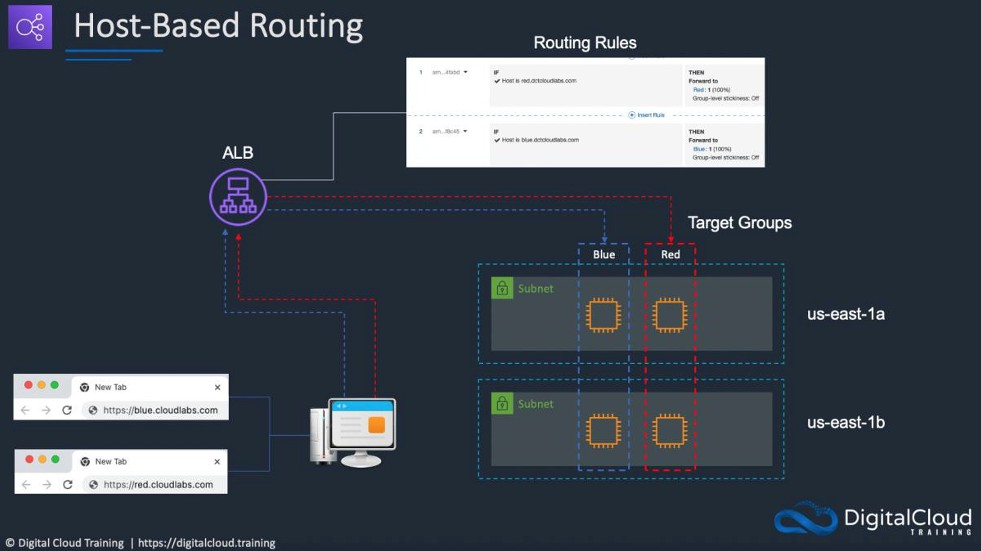 Host-Based Routing
Routing Rules
1 IF THEN
Host is red.dctcloudlabs.com Forward to
Red: 1 (100%)
Group-level stickiness: Off
Insert Rule
2 IF THEN
Host is blue.dctcloudlabs.com Forward to
Blue: 1 (100%)
Group-level stickiness: Off
ALB
Target Groups
Blue Red
Subnet
us-east-1a
Subnet
us-east-1b
New Tab
https://blue.cloudlabs.com
New Tab
https://red.cloudlabs.com
DigitalCloud
TRAINING
© Digital Cloud Training | https://digitalcloud.training